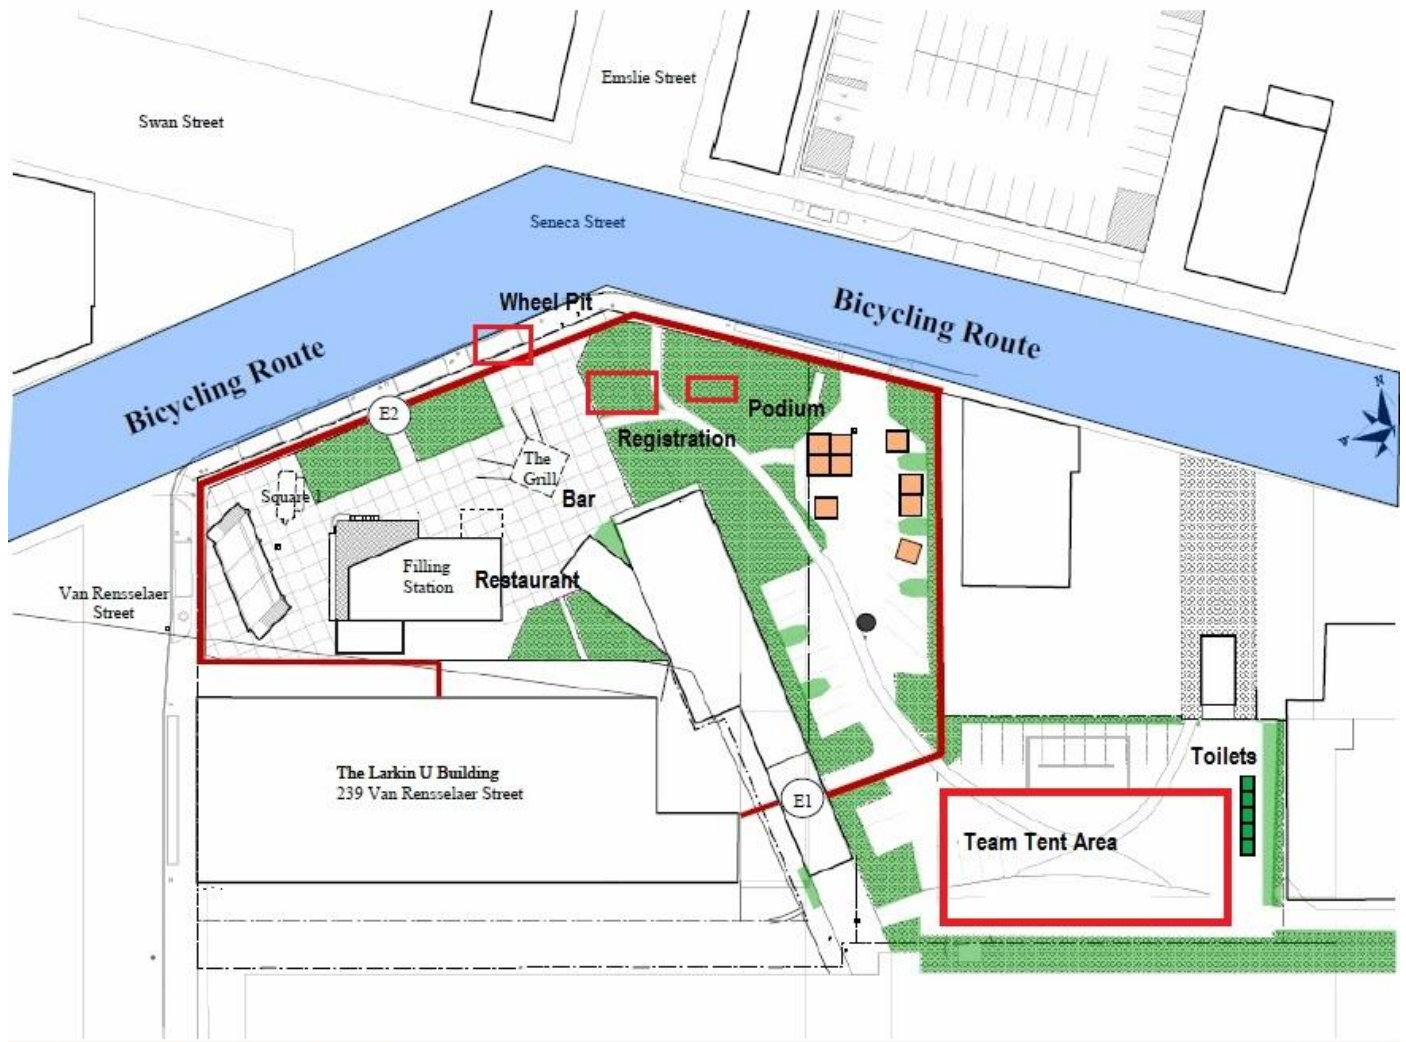 Emslie Street
Swan Street
Seneca Street
Wheel Pit
Bicycling Route
Bicycling Route
N
E2
Podium
Registration
The
Grill
Bar
Square 1
Filling
Station
Restaurant
Van Rensselaer
Street
Toilets
The Larkin U Building
239 Van Rensselaer Street
E1
Team Tent Area